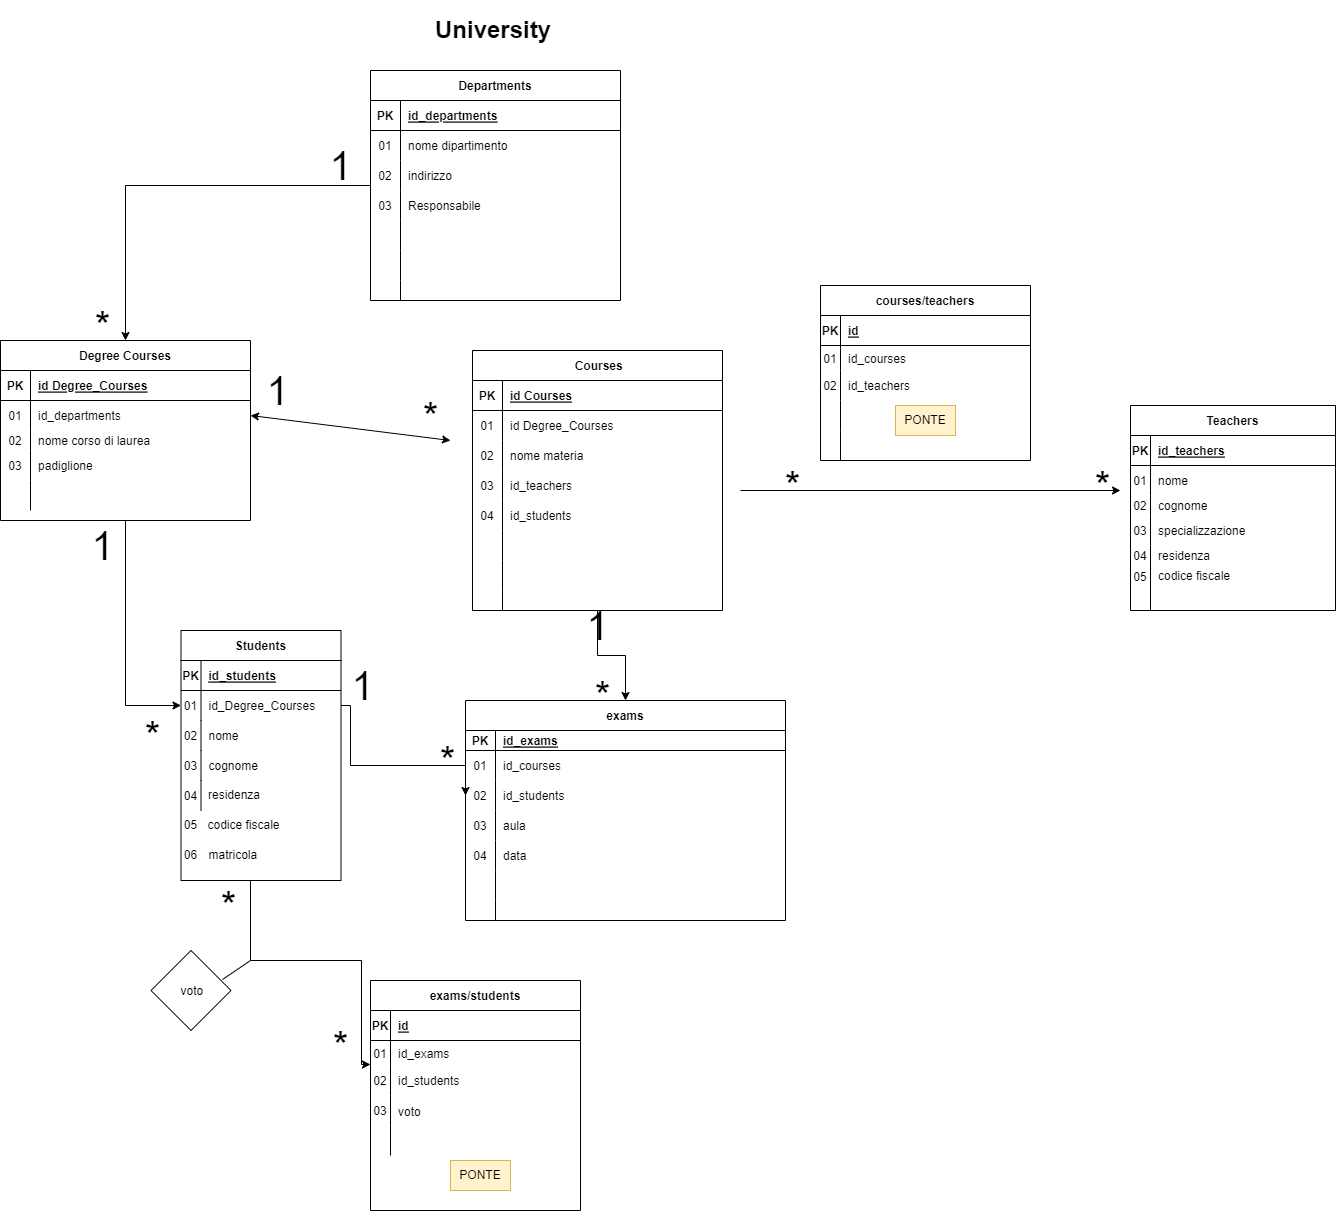 University
Departments
PK id_departments
01 nome dipartimento
02 indirizzo
03 Responsabile
1
*
Degree Courses
PK id Degree_Courses
01 id_departments
02 nome corso di laurea
03 padiglione
1
*
Courses
PK id Courses
01 id Degree_Courses
02 nome materia
03 id_teachers
04 id_students
courses/teachers
PK id
01 id_courses
02 id_teachers
PONTE
*
*
Teachers
PK id_teachers
01 nome
02 cognome
03 specializzazione
04 residenza
05 codice fiscale
1
*
Students
PK id_students
01 id_Degree_Courses
02 nome
03 cognome
04 residenza
05 codice fiscale
06 matricola
1
*
1
*
exams
PK id_exams
01 id_courses
02 id_students
03 aula
04 data
*
voto
*
exams/students
PK id
01 id_exams
02 id_students
03 voto
PONTE